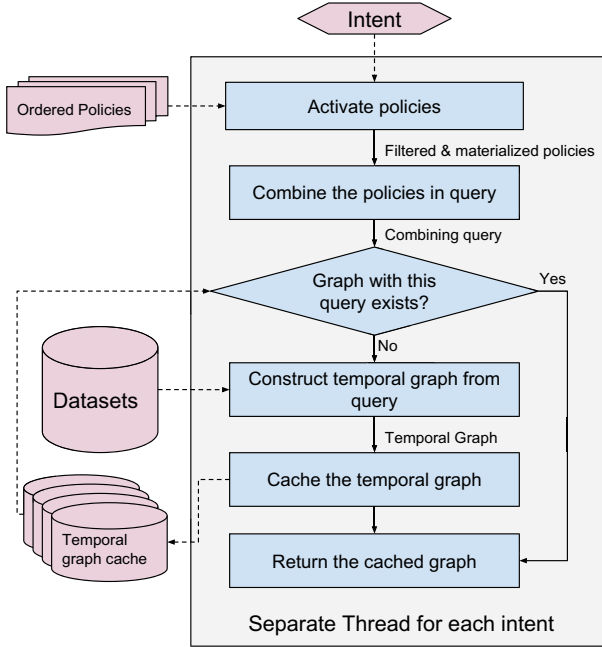 Intent
Ordered Policies
Activate policies
Filtered & materialized policies
Combine the policies in query
Combining query
Graph with this
query exists?
Yes
No
Datasets
Construct temporal graph from
query
Temporal Graph
Cache the temporal graph
Temporal
graph cache
Return the cached graph
Separate Thread for each intent